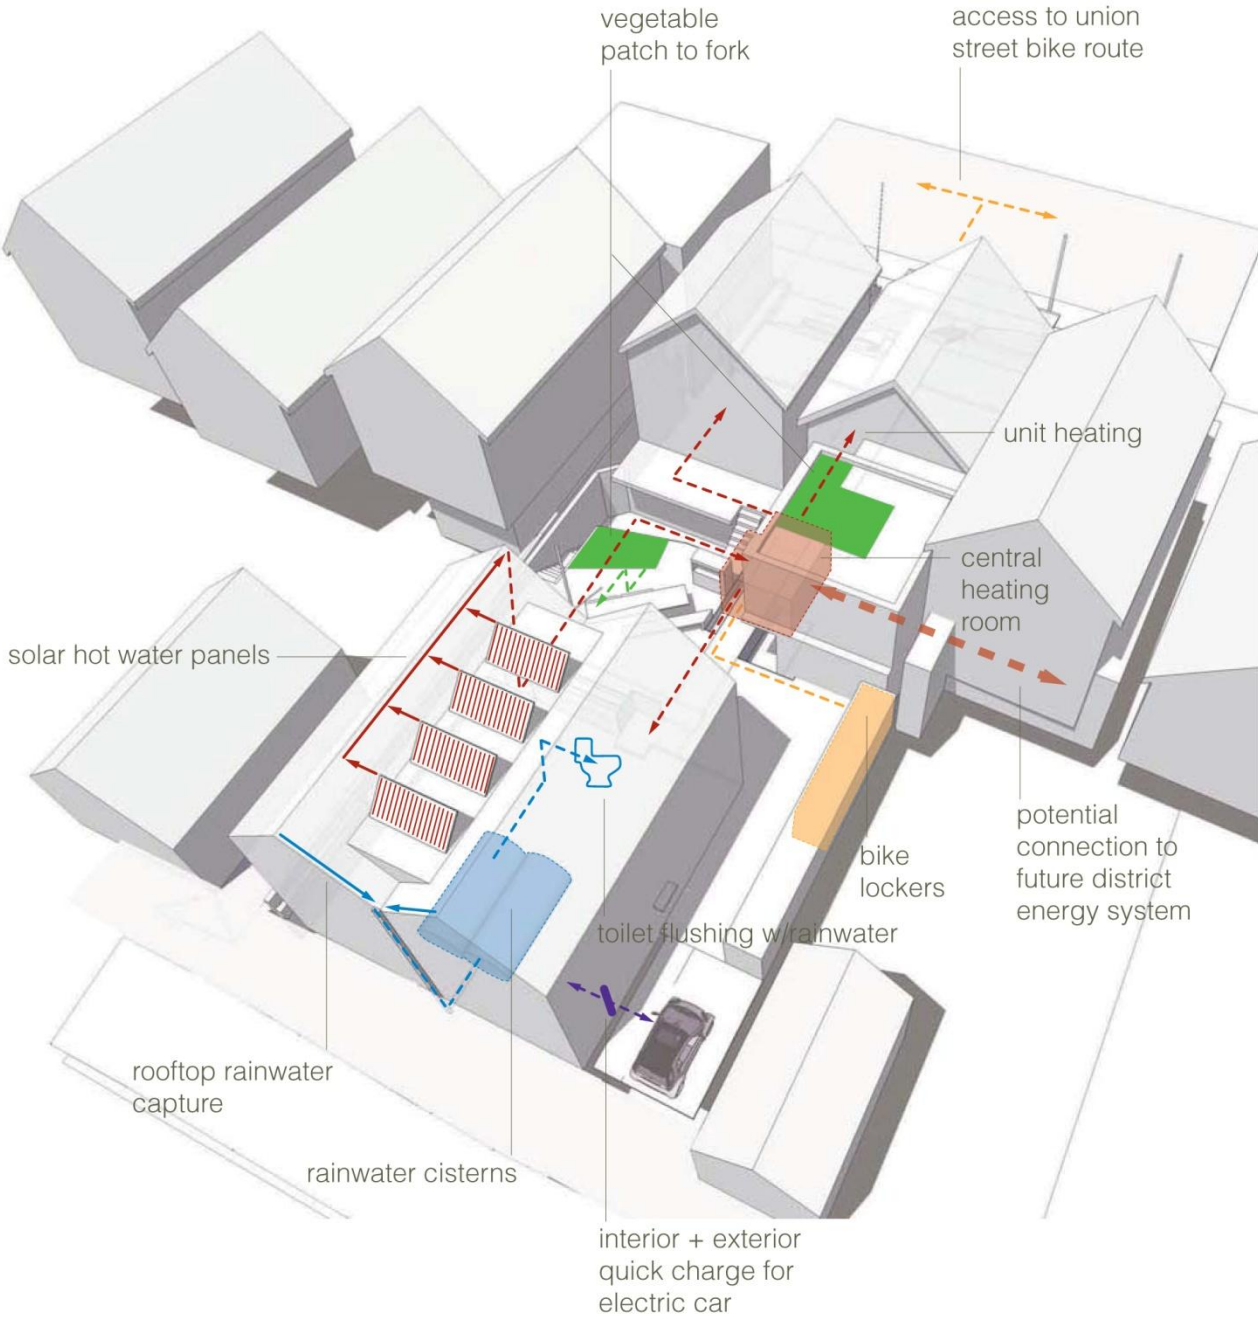 vegetable
patch to fork
access to union
street bike route
unit heating
central
heating
room
solar hot water panels
potential
connection to
future district
energy system
bike
lockers
toilet flushing w/rainwater
rooftop rainwater
capture
rainwater cisterns
interior + exterior
quick charge for
electric car